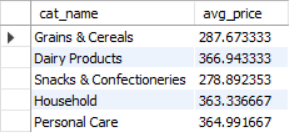 cat_name avg_price
Grains & Cereals 287.673333
Dairy Products 366.943333
Snacks & Confectioneries 278.892353
Household 363.336667
Personal Care 364.991667